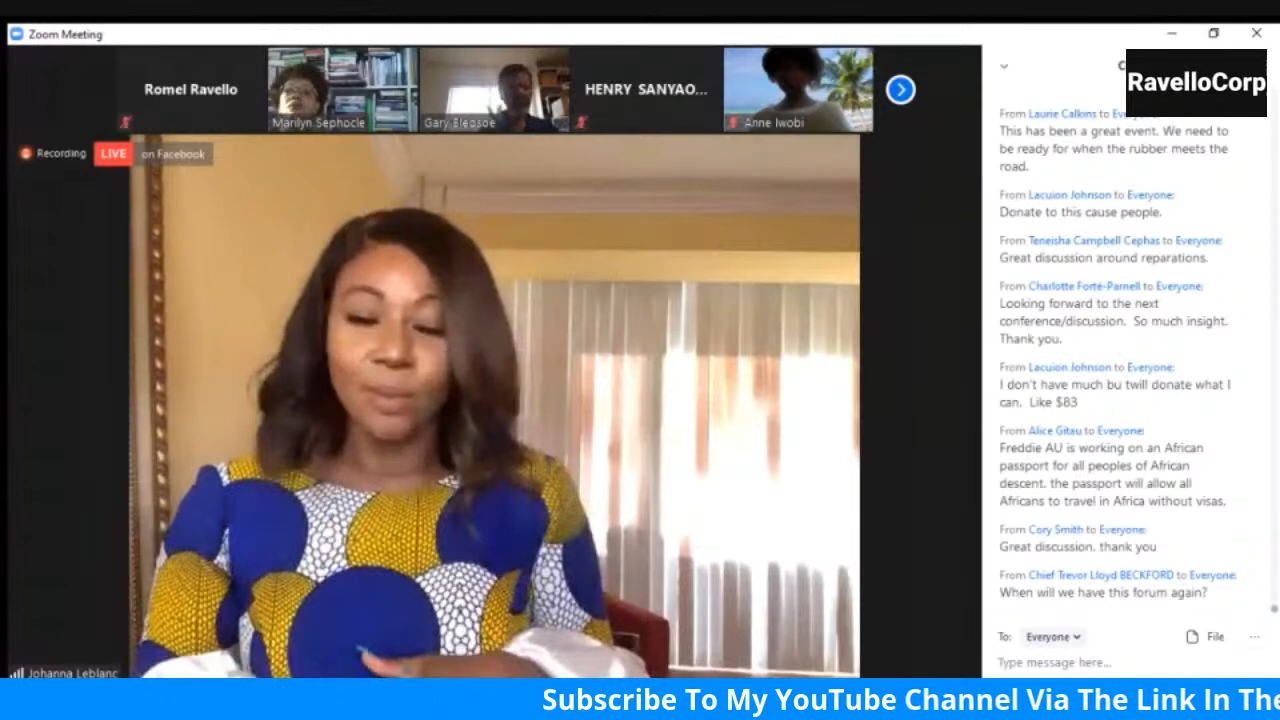 Zoom Meeting
Romel Ravello
Marilyn Sephocle
Gary Bledsoe
HENRY SANYAO...
Anne Iwobi
RavelloCorp
Recording
LIVE
on Facebook
From Laurie Calkins to
This has been a great event. We need to
be ready for when the rubber meets the
road.
From Lacuion Johnson to Everyone:
Donate to this cause people.
From Teneisha Campbell Cephas to Everyone:
Great discussion around reparations.
From Charlotte Forté-Parnell to Everyone:
Looking forward to the next
conference/discussion. So much insight.
Thank you.
From Lacuion Johnson to Everyone:
I don't have much bu twill donate what I
can. Like $83
From Alice Gitau to Everyone:
Freddie AU is working on an African
passport for all peoples of African
descent. the passport will allow all
Africans to travel in Africa without visas.
From Cory Smith to Everyone:
Great discussion. thank you
From Chief Trevor Lloyd BECKFORD to Everyone:
When will we have this forum again?
To: Everyone
File
Type message here...
Johanna Leblanc
Subscribe To My YouTube Channel Via The Link In The